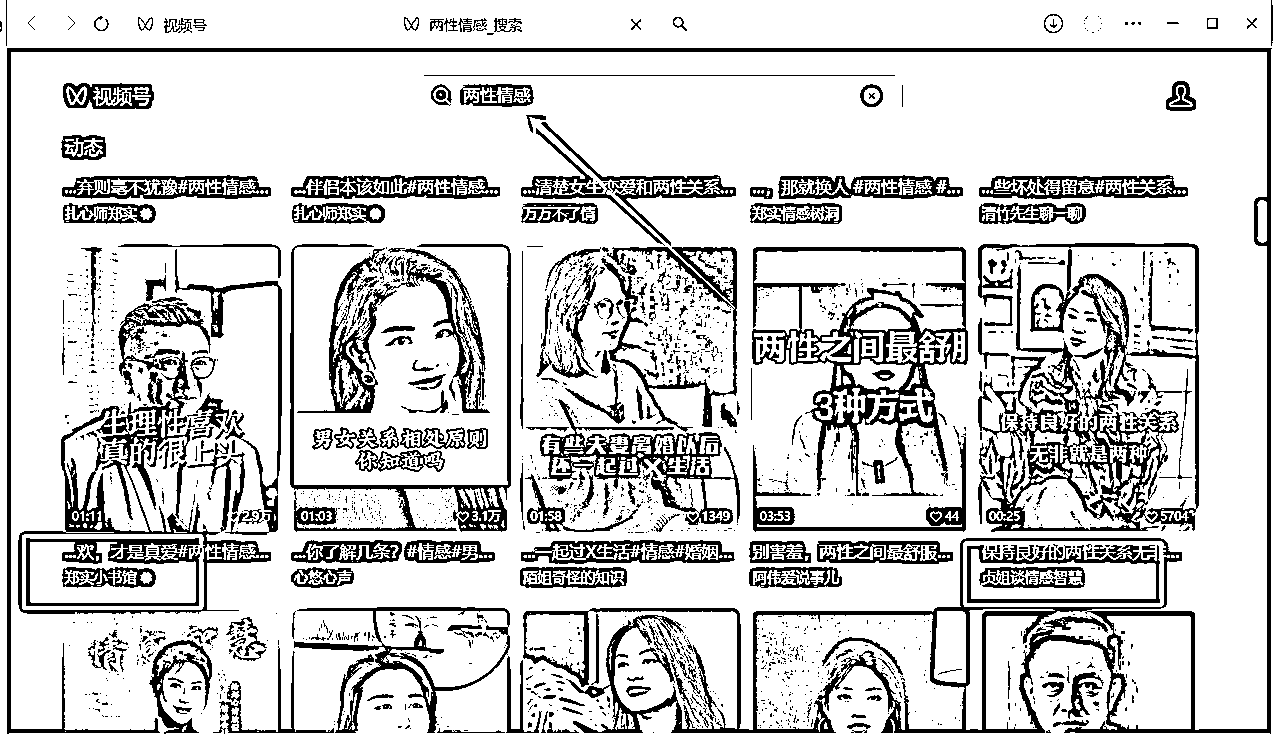 视频号
两性情感_搜索
视频号
两性情感
动态
...弃则毫不犹豫#两性情感...
扎心师郑实
...伴侣本该如此#两性情感...
扎心师郑实
...清楚女生恋爱和两性关系...
万万不了情
...，那就换人 #两性情感 #...
郑实情感树洞
...些坏处得留意#两性关系...
清竹先生聊一聊
生理性喜欢
真的很上头
01:11
7.29万
...欢，才是真爱#两性情感...
郑实小书馆
男女关系相处原则
你知道吗
01:03
3.1万
...你了解几条？#情感#男...
心悠心声
有些夫妻离婚以后
还一起过X生活
01:58
1349
...一起过X生活#情感#婚姻...
陌姐奇怪的知识
两性之间最舒服
3种方式
03:53
44
别害羞，两性之间最舒服...
阿伟爱说事儿
保持良好的两性关系
无非就是两种
00:25
5704
保持良好的两性关系无非...
贞姐谈情感智慧